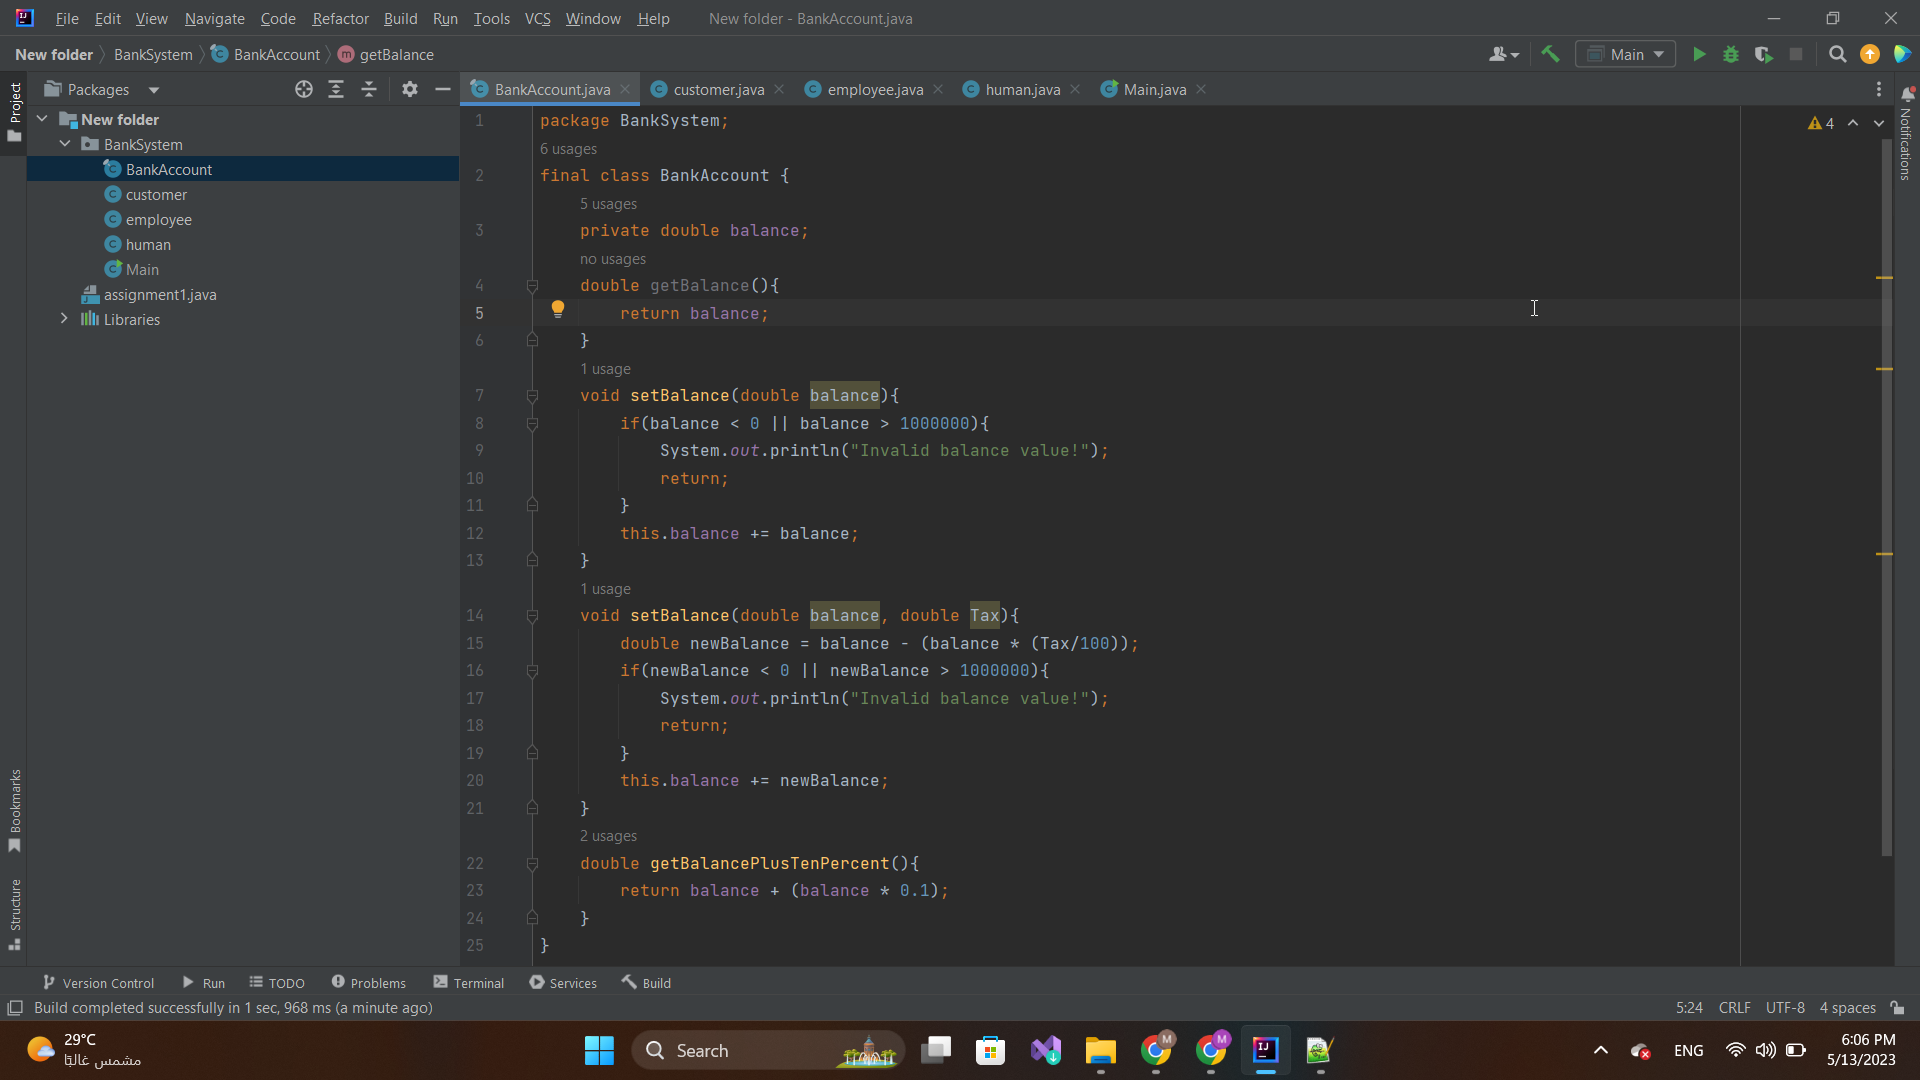 File Edit View Navigate Code Refactor Build Run Tools VCS Window Help New folder - BankAccount.java
New folder BankSystem BankAccount getBalance Main
Project
Packages
New folder
BankSystem
BankAccount
customer
employee
human
Main
assignment1.java
Libraries
Bookmarks
Structure
BankAccount.java customer.java employee.java human.java Main.java
4
Notifications
1 package BankSystem;
6 usages
2 final class BankAccount {
5 usages
3 private double balance;
no usages
4 double getBalance(){
5 return balance;
6 }
1 usage
7 void setBalance(double balance){
8 if(balance < 0 || balance > 1000000){
9 System.out.println("Invalid balance value!");
10 return;
11 }
12 this.balance += balance;
13 }
1 usage
14 void setBalance(double balance, double Tax){
15 double newBalance = balance - (balance * (Tax/100));
16 if(newBalance < 0 || newBalance > 1000000){
17 System.out.println("Invalid balance value!");
18 return;
19 }
20 this.balance += newBalance;
21 }
2 usages
22 double getBalancePlusTenPercent(){
23 return balance + (balance * 0.1);
24 }
25 }
Version Control Run TODO Problems Terminal Services Build
Build completed successfully in 1 sec, 968 ms (a minute ago) 5:24 CRLF UTF-8 4 spaces
29°C
مشمس غالبًا
Search
ENG
6:06 PM
5/13/2023